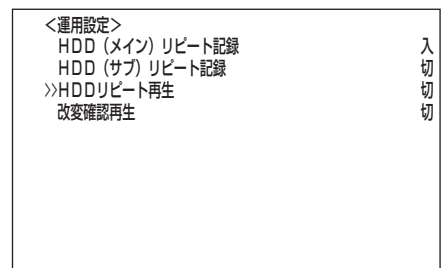 ＜運用設定＞
ＨＤＤ（メイン）リピート記録　入
ＨＤＤ（サブ）リピート記録　切
》ＨＤＤリピート再生　切
改変確認再生　切